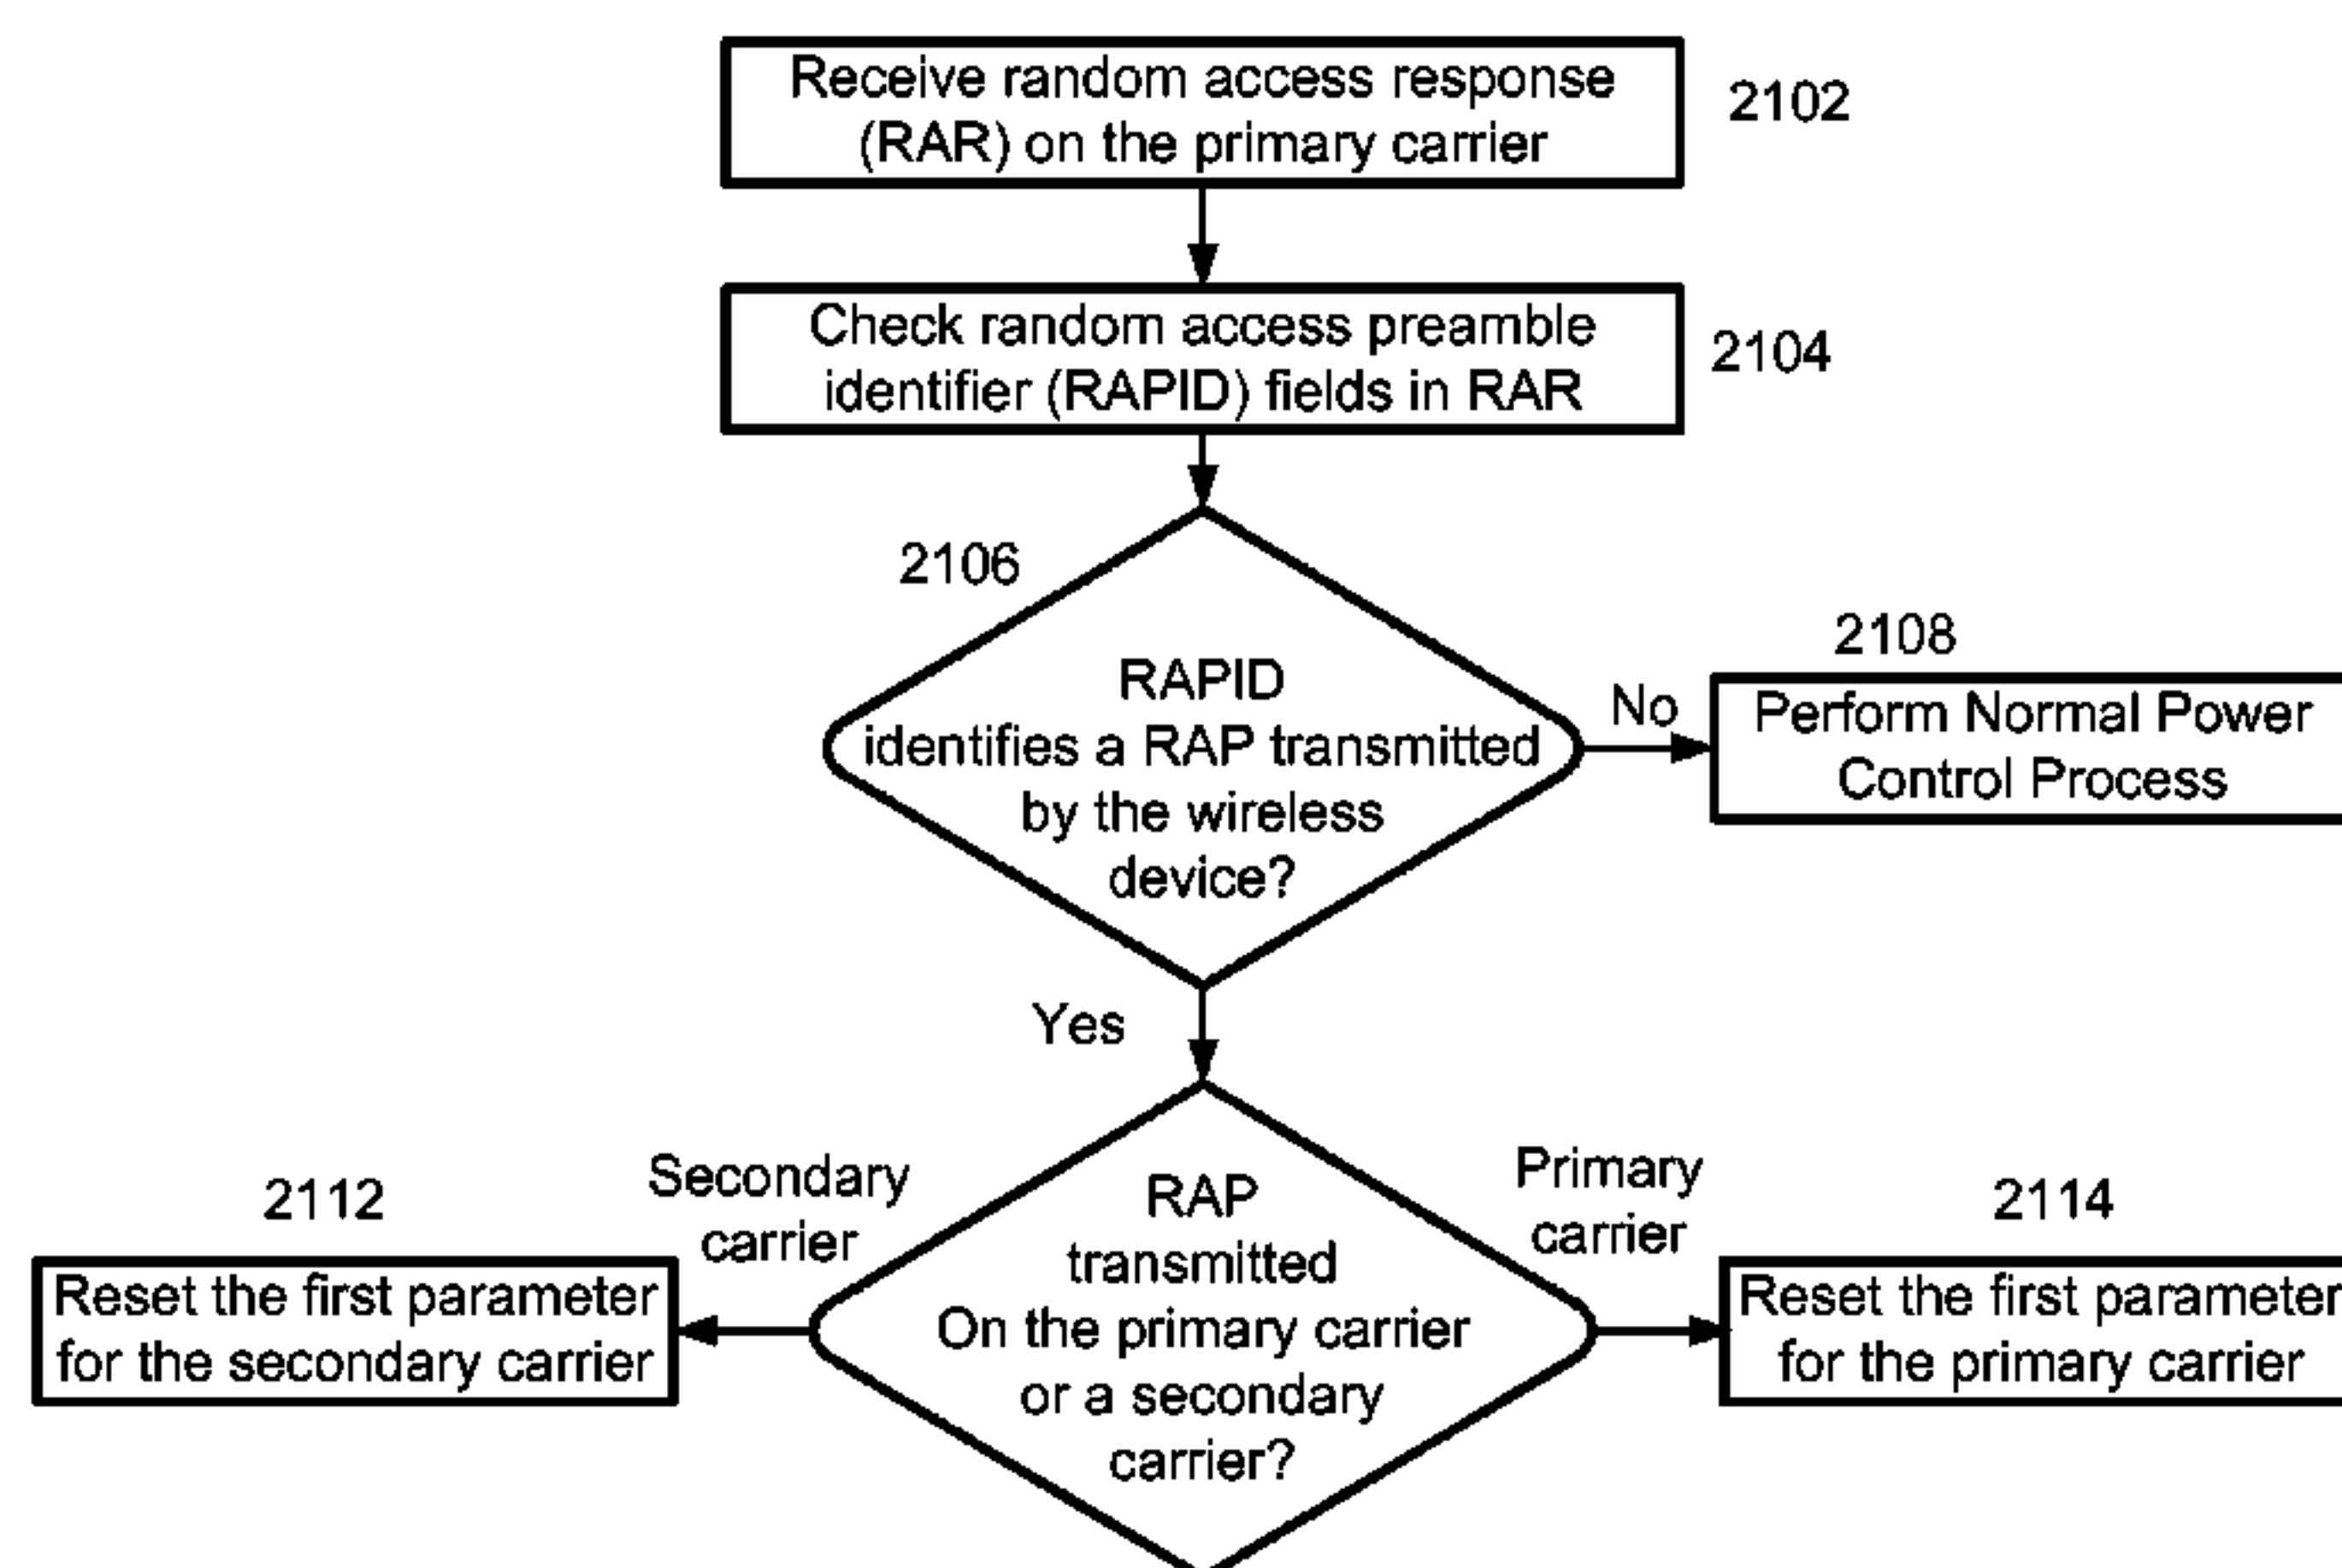 Receive random access response
(RAR) on the primary carrier
2102
Check random access preamble
identifier (RAPID) fields in RAR
2104
2106
RAPID
identifies a RAP transmitted
by the wireless
device?
No
2108
Perform Normal Power
Control Process
Yes
Secondary
carrier
2112
Reset the first parameter
for the secondary carrier
RAP
transmitted
On the primary carrier
or a secondary
carrier?
Primary
carrier
2114
Reset the first parameter
for the primary carrier